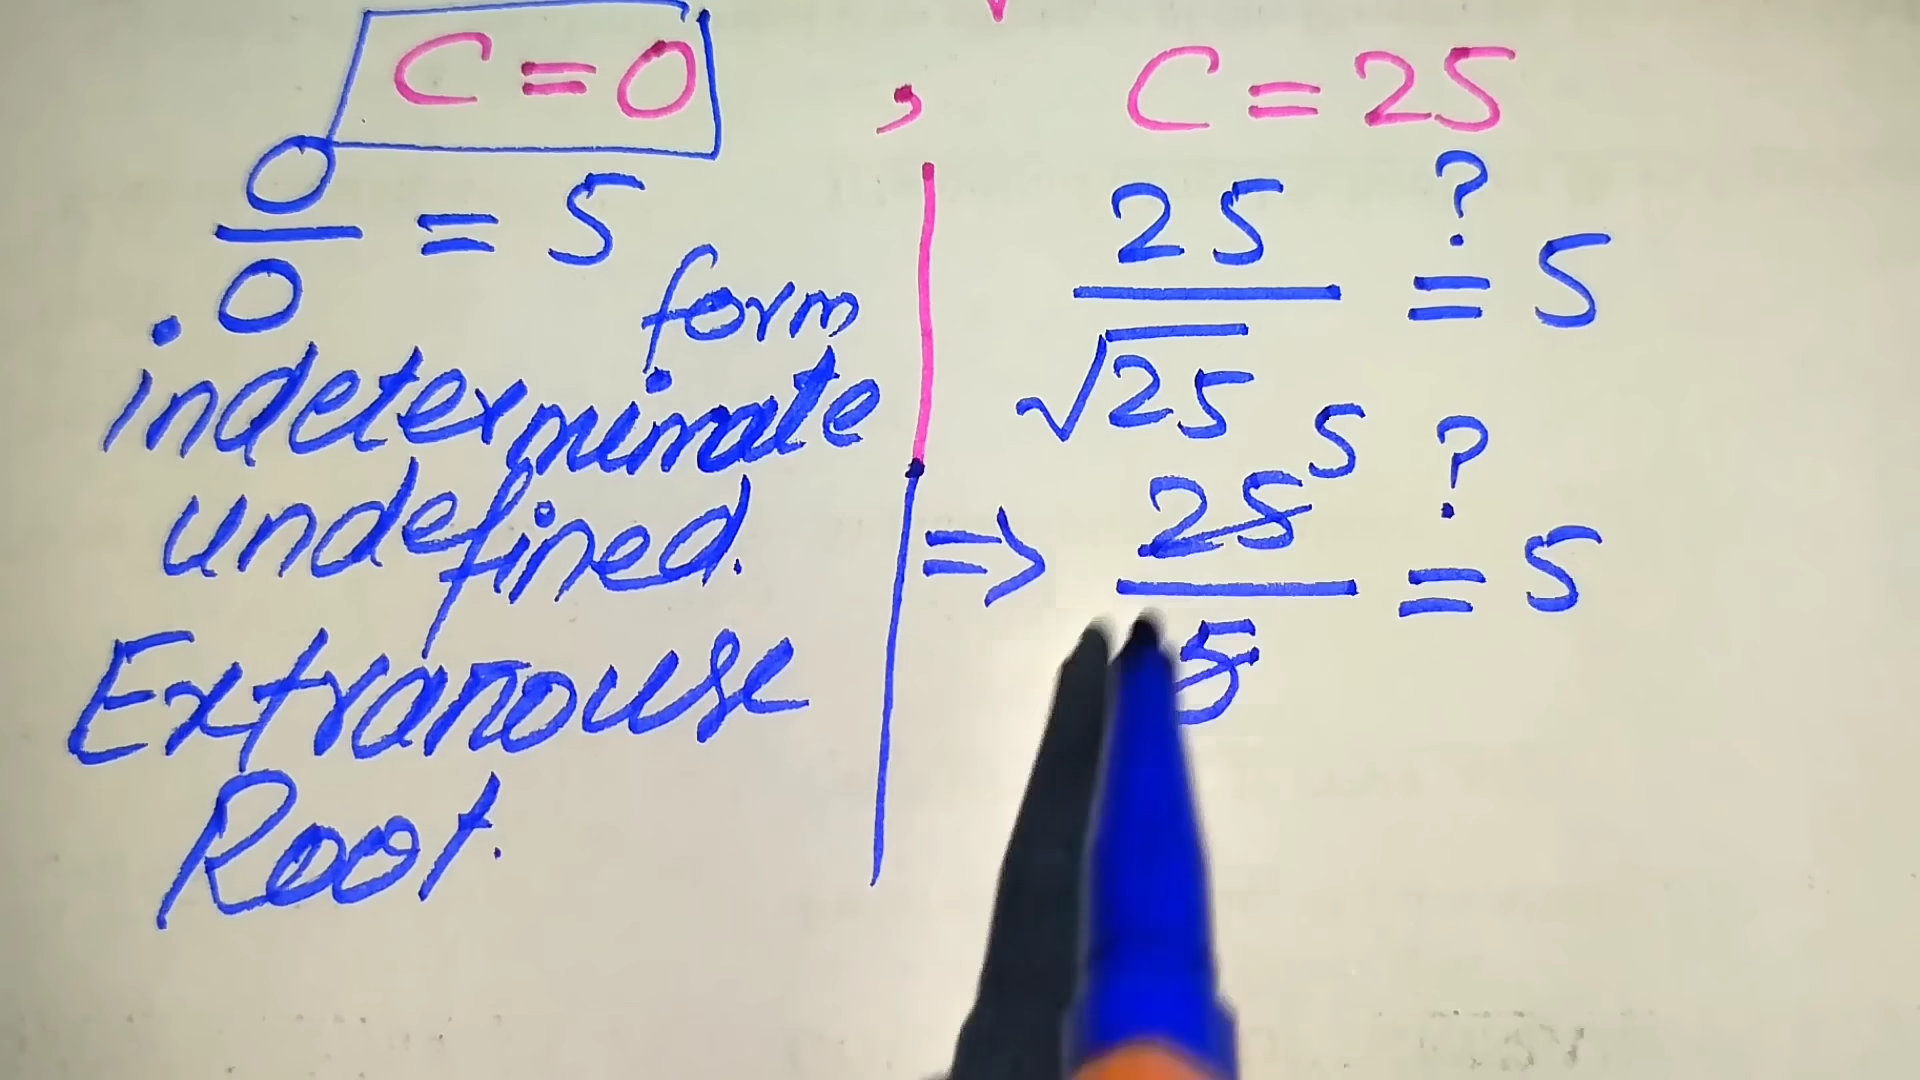 C = 0 , C = 25
0/0 = 5
form
indeterminate
undefined.
Extranouse
Root.
25/√25 ?= 5
=> 25/5 ?= 5
5